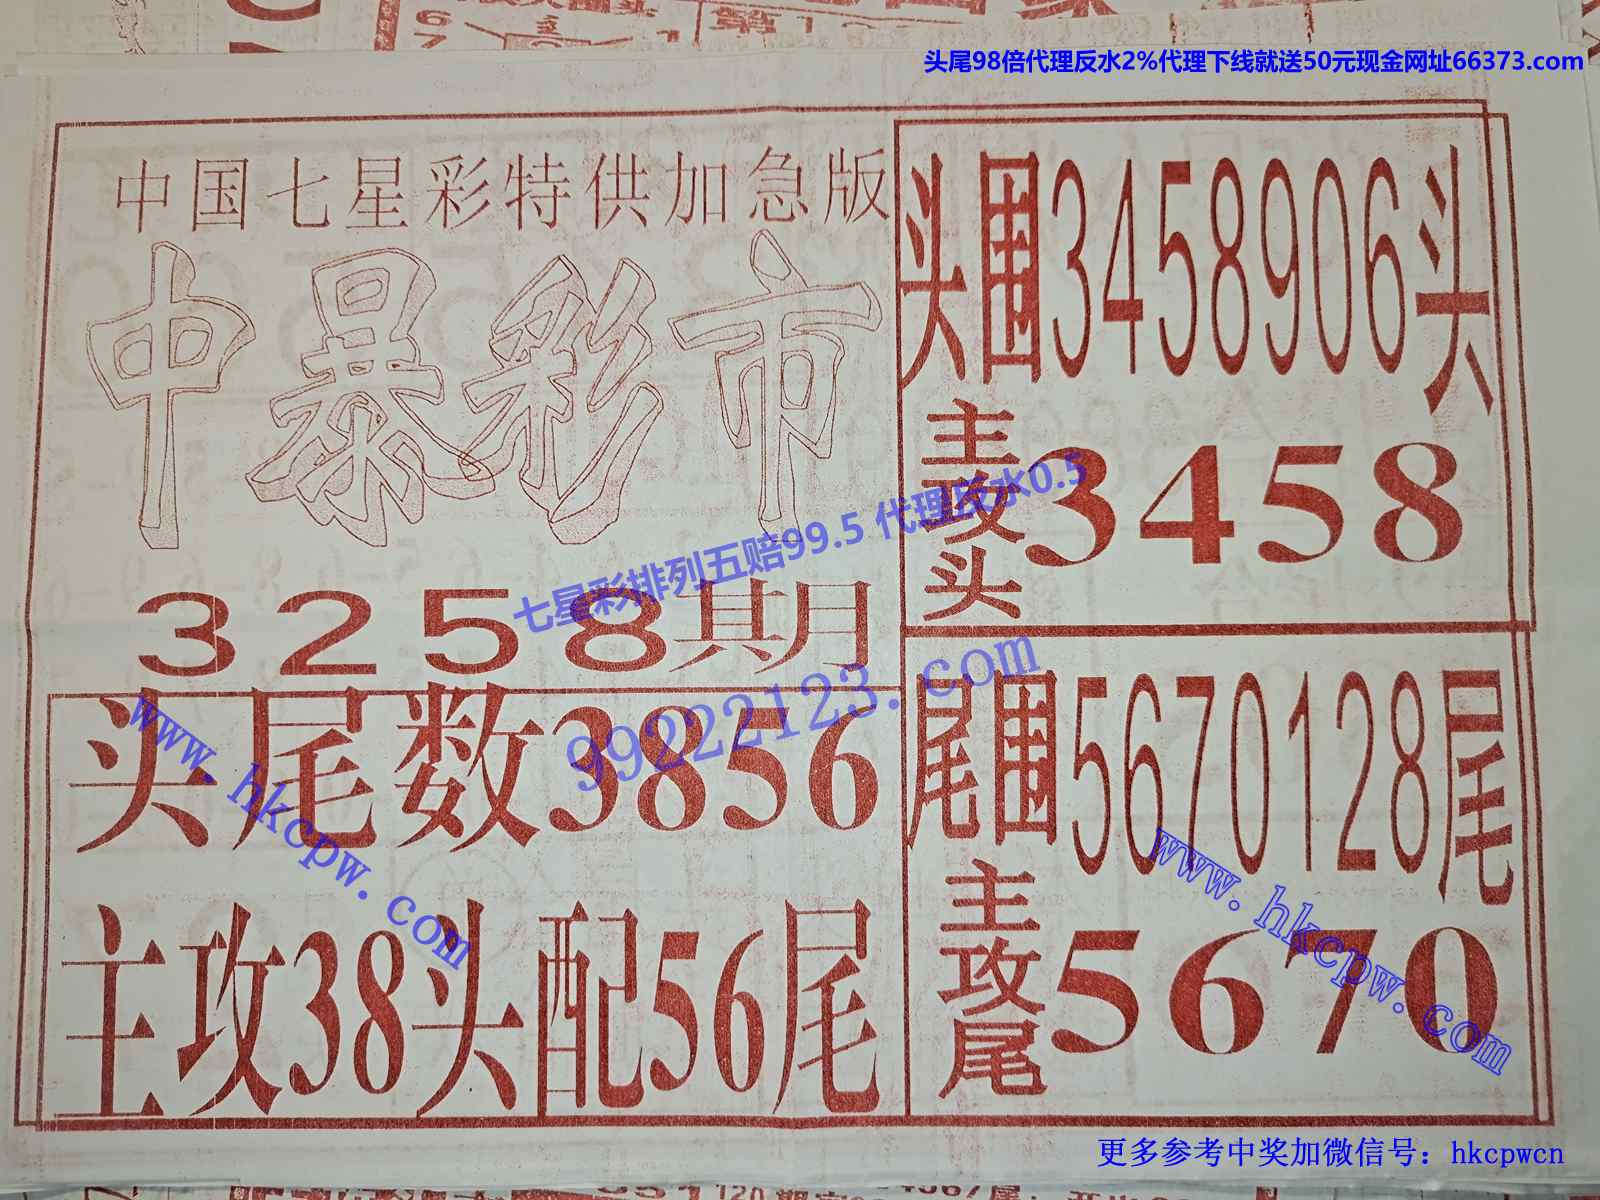 头尾98倍代理反水2%代理下线就送50元现金网址66373.com
中国七星彩特供加急版
中暴彩市
3258期
头尾数3856
主攻38头配56尾
头围3458906头
主攻头3458
尾围5670128尾
主攻尾5670
七星彩排列五赔99.5 代理反水0.5
99222123.com
www.hkcpw.com
www.hkcpw.com
更多参考中奖加微信号：hkcpwcn